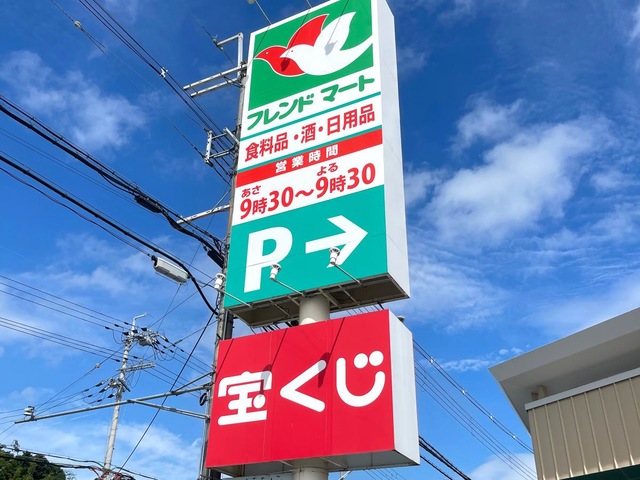 フレンドマート
食料品・酒・日用品
営業時間
あさ よる
9時30〜9時30
P→
宝くじ